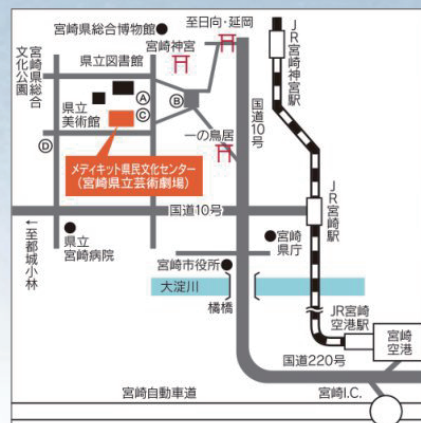 宮崎県総合博物館
至日向・延岡
宮崎神宮
県立図書館
宮崎県総合
文化公園
県立
美術館
Ⓐ
Ⓑ
Ⓒ
Ⓓ
一の鳥居
国道10号
JR宮崎神宮駅
メディキット県民文化センター
(宮崎県立芸術劇場)
国道10号
JR宮崎駅
←至都城小林
県立
宮崎病院
宮崎
県庁
宮崎市役所
大淀川
橘橋
JR宮崎
空港駅
宮崎
空港
国道220号
宮崎自動車道
宮崎I.C.